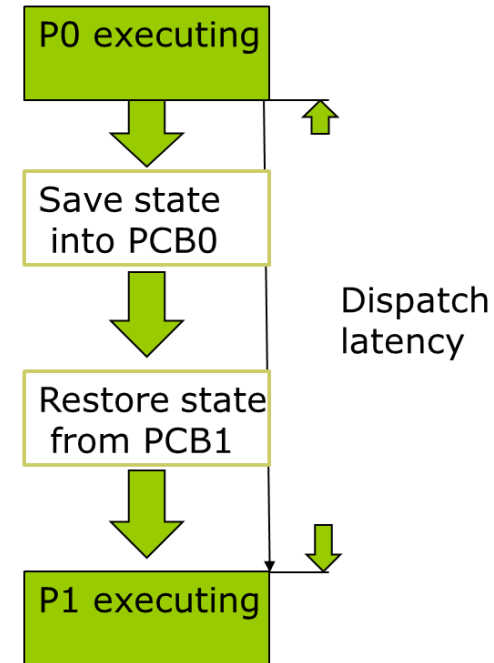 P0 executing
Save state
into PCB0
Dispatch
latency
Restore state
from PCB1
P1 executing